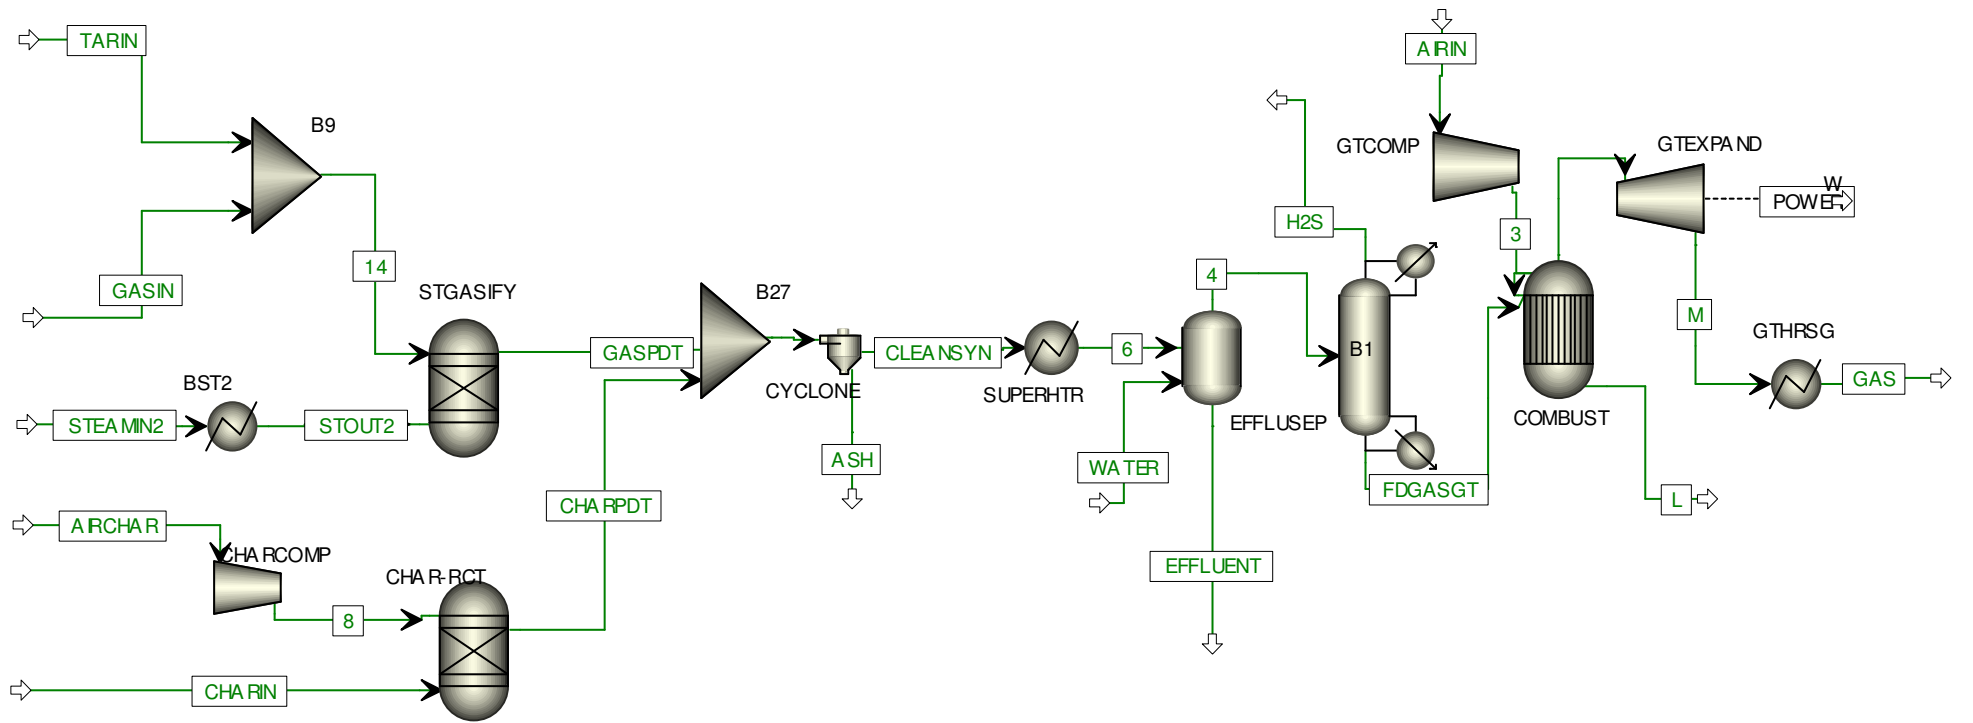 TARIN
B9
GASIN
14
STGASIFY
STEAMIN2
BST2
STOUT2
GASPDT
B27
AIRCHAR
CHARCOMP
8
CHAR-RCT
CHARIN
CHARPDT
CYCLONE
ASH
CLEANSYN
SUPERHTR
6
WATER
4
EFFLUSEP
EFFLUENT
H2S
B1
FDGASGT
AIRIN
GTCOMP
3
COMBUST
L
GTEXPAND
W
POWER
M
GTHRSG
GAS